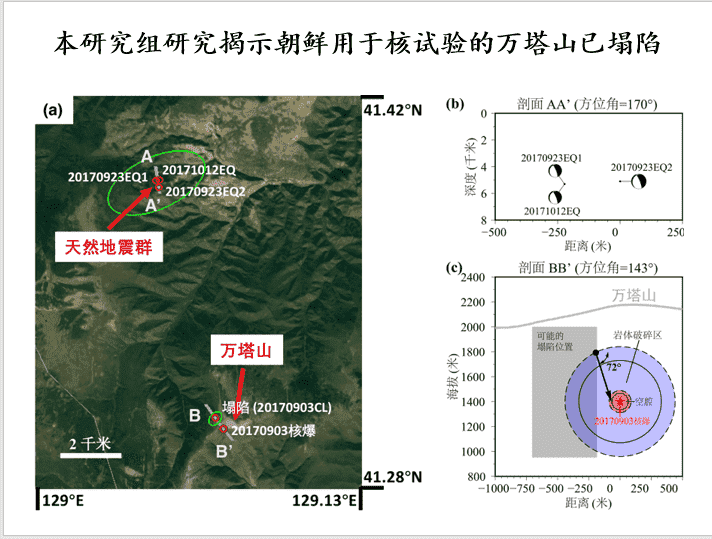 本研究组研究揭示朝鲜用于核试验的万塔山已塌陷
(a)
41.42°N
A
20171012EQ
20170923EQ1
20170923EQ2
A'
天然地震群
万塔山
B
塌陷 (20170903CL)
20170903核爆
B'
2 千米
41.28°N
129°E
129.13°E
(b)
剖面 AA' (方位角=170°)
0
2
4
6
8
深度 (千米)
20170923EQ1
20170923EQ2
20171012EQ
−500
−250
0
250
距离 (米)
(c)
剖面 BB' (方位角=143°)
2400
2200
2000
1800
1600
1400
1200
1000
800
海拔 (米)
万塔山
可能的
塌陷位置
岩体破碎区
72°
空腔
20170903核爆
−1000
−750
−500
−250
0
250
500
距离 (米)